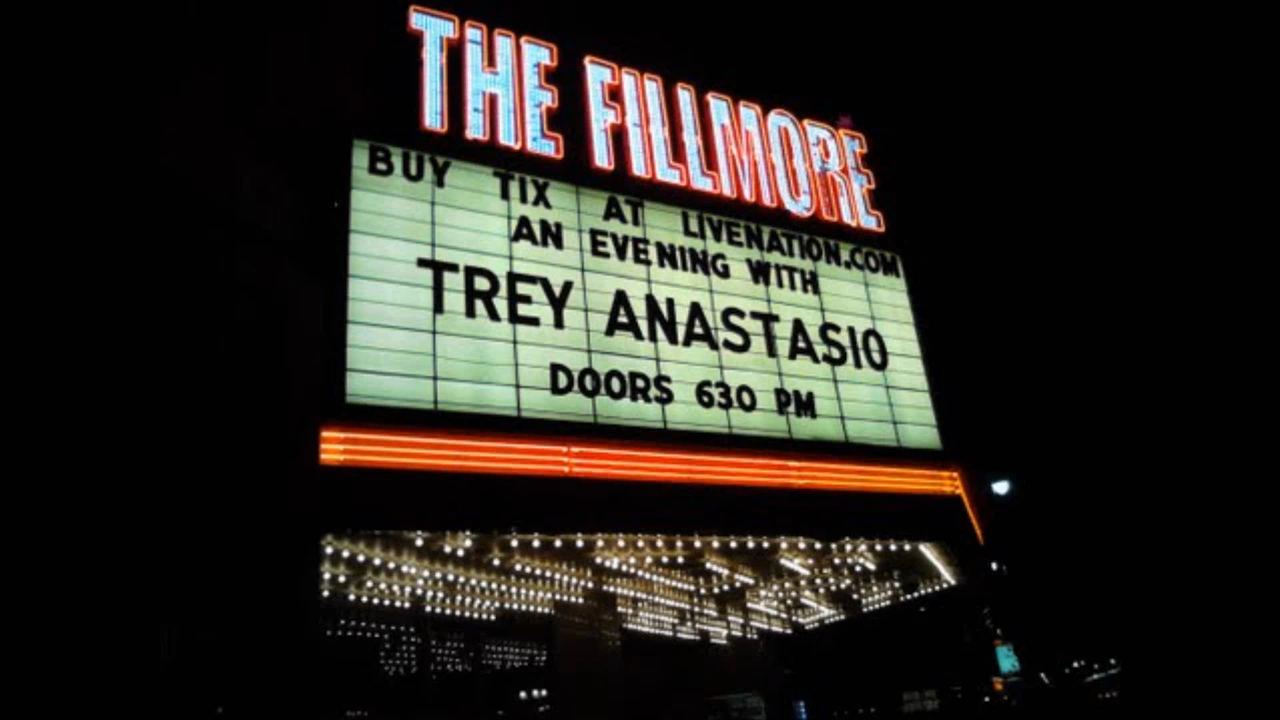 THE FILLMORE
BUY TIX AT LIVENATION.COM
AN EVENING WITH
TREY ANASTASIO
DOORS 630 PM